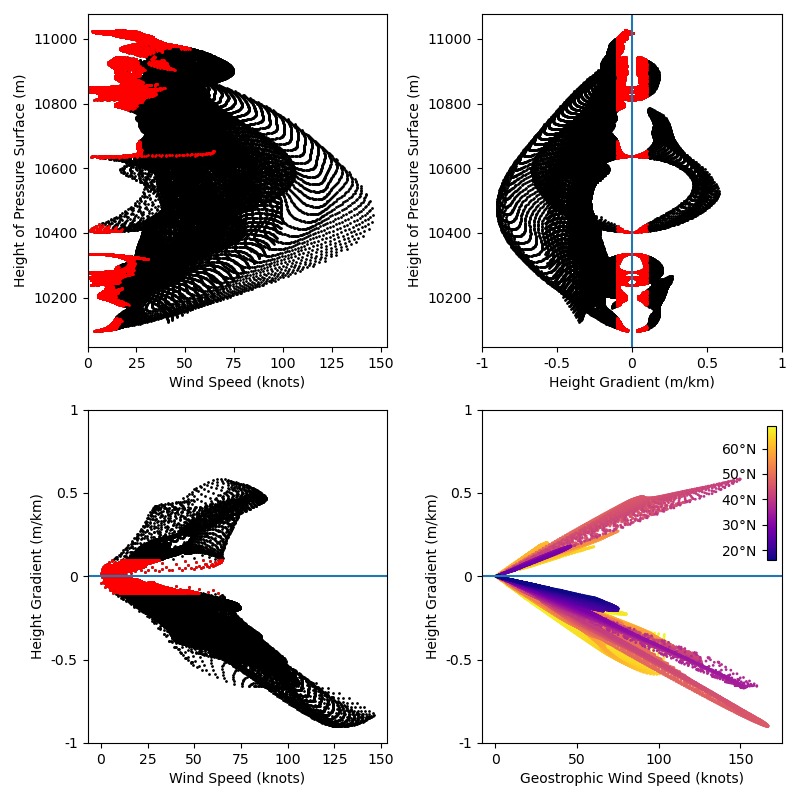 11000
10800
10600
10400
10200
0 25 50 75 100 125 150
Height of Pressure Surface (m)
Wind Speed (knots)
11000
10800
10600
10400
10200
-1 -0.5 0 0.5 1
Height of Pressure Surface (m)
Height Gradient (m/km)
1
0.5
0
-0.5
-1
0 25 50 75 100 125 150
Height Gradient (m/km)
Wind Speed (knots)
1
0.5
0
-0.5
-1
0 50 100 150
Height Gradient (m/km)
Geostrophic Wind Speed (knots)
60°N
50°N
40°N
30°N
20°N